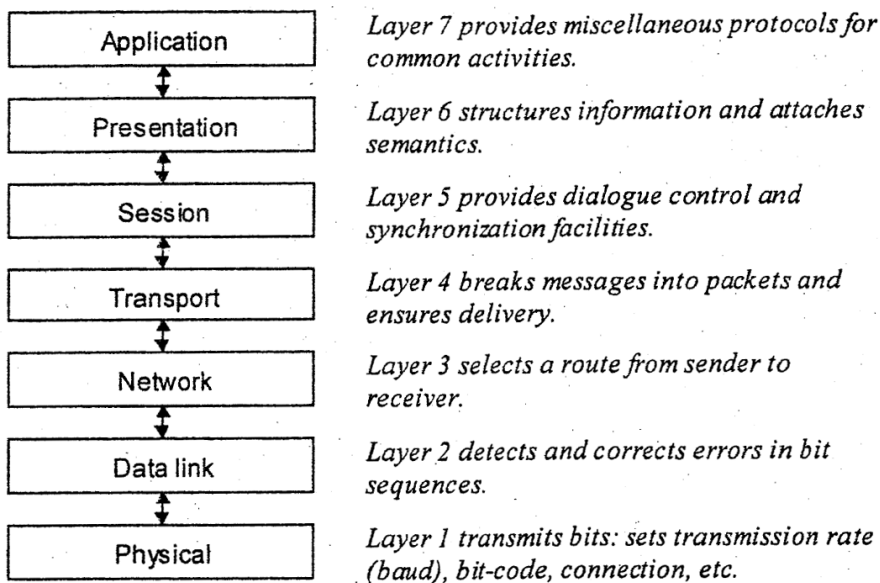 Application
Layer 7 provides miscellaneous protocols for
common activities.
Presentation
Layer 6 structures information and attaches
semantics.
Session
Layer 5 provides dialogue control and
synchronization facilities.
Transport
Layer 4 breaks messages into packets and
ensures delivery.
Network
Layer 3 selects a route from sender to
receiver.
Data link
Layer 2 detects and corrects errors in bit
sequences.
Physical
Layer 1 transmits bits: sets transmission rate
(baud), bit-code, connection, etc.